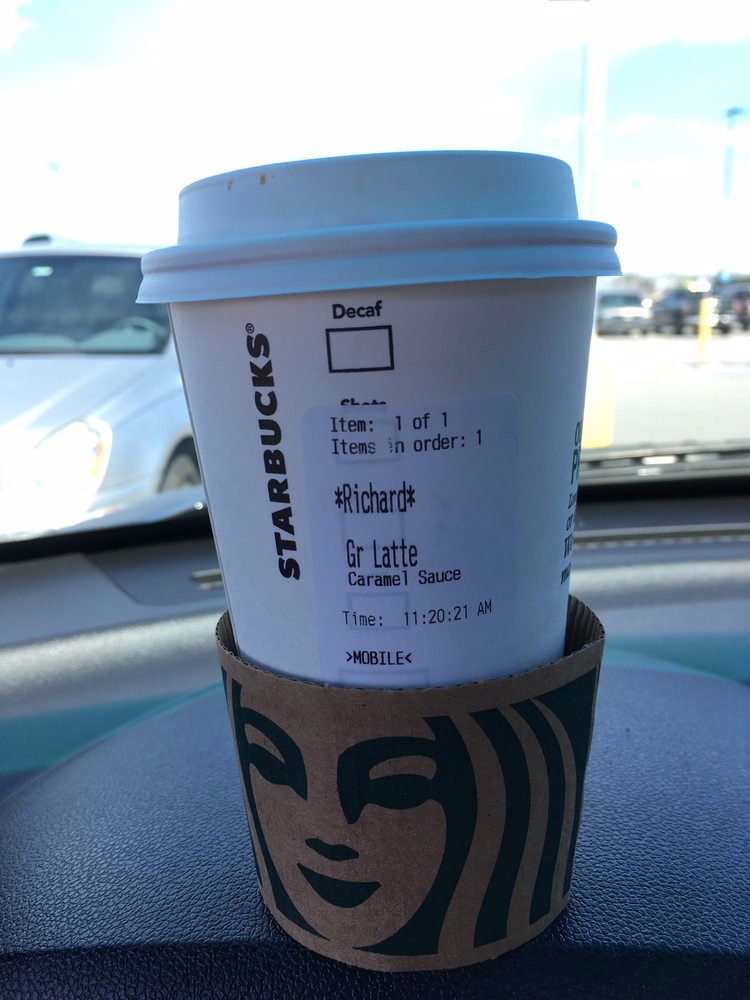 Decaf
STARBUCKS®
Shots
Item: 1 of 1
Items in order: 1
*Richard*
Gr Latte
Caramel Sauce
Time: 11:20:21 AM
>MOBILE<